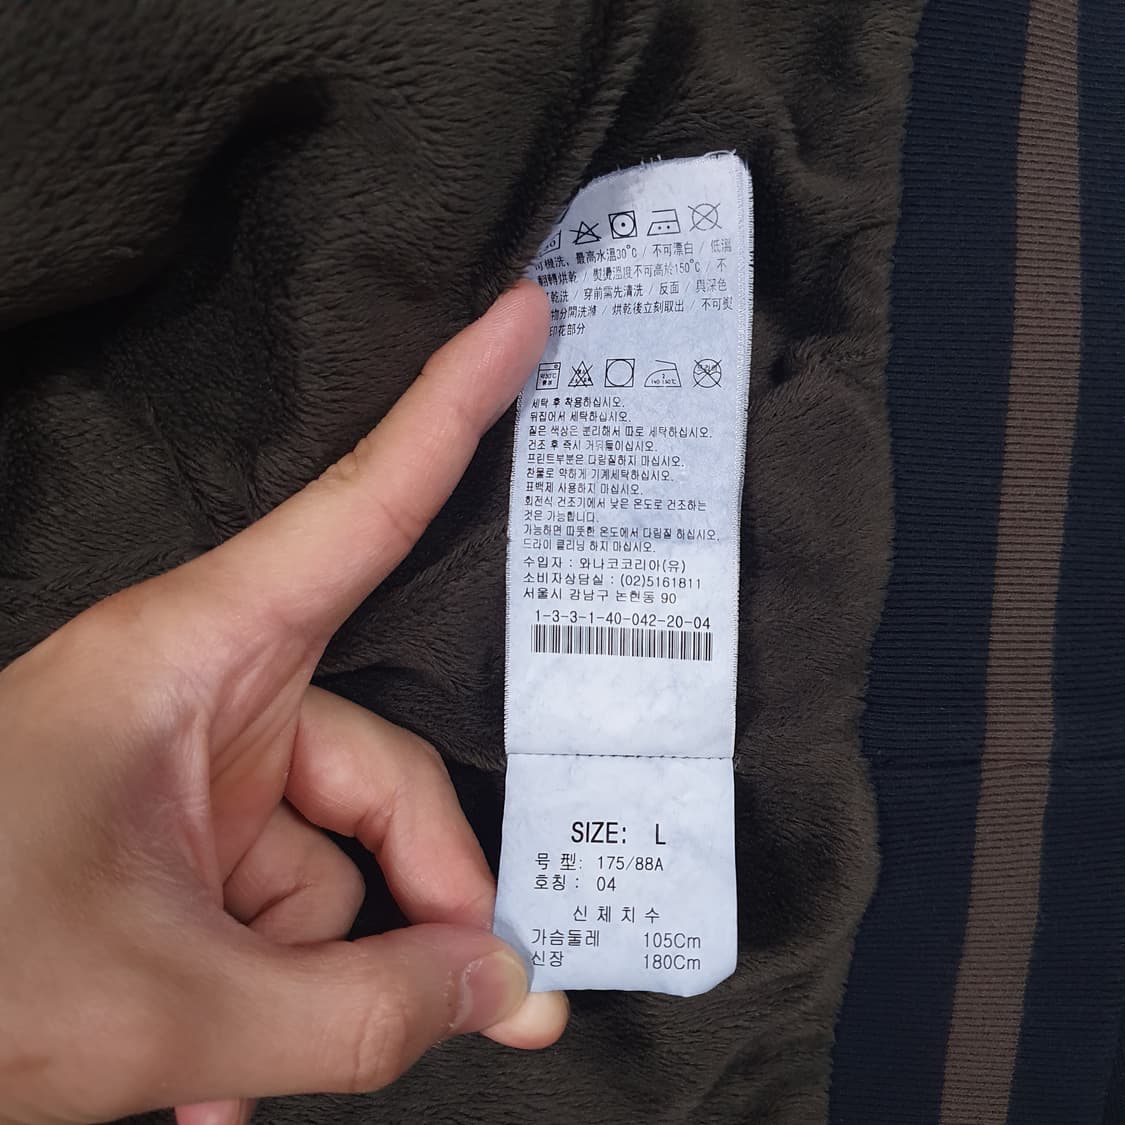 可機洗、最高水溫30°C / 不可漂白 / 低溫
翻轉烘乾 / 熨燙溫度不可高於150°C / 不
乾洗 / 穿前需先清洗 / 反面 / 與深色
物分開洗滌 / 烘乾後立刻取出 / 不可熨
印花部分
세탁 후 착용하십시오.
뒤집어서 세탁하십시오.
짙은 색상은 분리해서 따로 세탁하십시오.
건조 후 즉시 거둬들이십시오.
프린트부분은 다림질하지 마십시오.
찬물로 약하게 기계세탁하십시오.
표백제 사용하지 마십시오.
회전식 건조기에서 낮은 온도로 건조하는
것은 가능합니다.
가능하면 따뜻한 온도에서 다림질 하십시오.
드라이 클리닝 하지 마십시오.
수입자 : 와나코코리아(유)
소비자상담실 : (02)5161811
서울시 강남구 논현동 90
1-3-3-1-40-042-20-04
SIZE: L
号型: 175/88A
호칭 : 04
신체치수
가슴둘레 105Cm
신장 180Cm